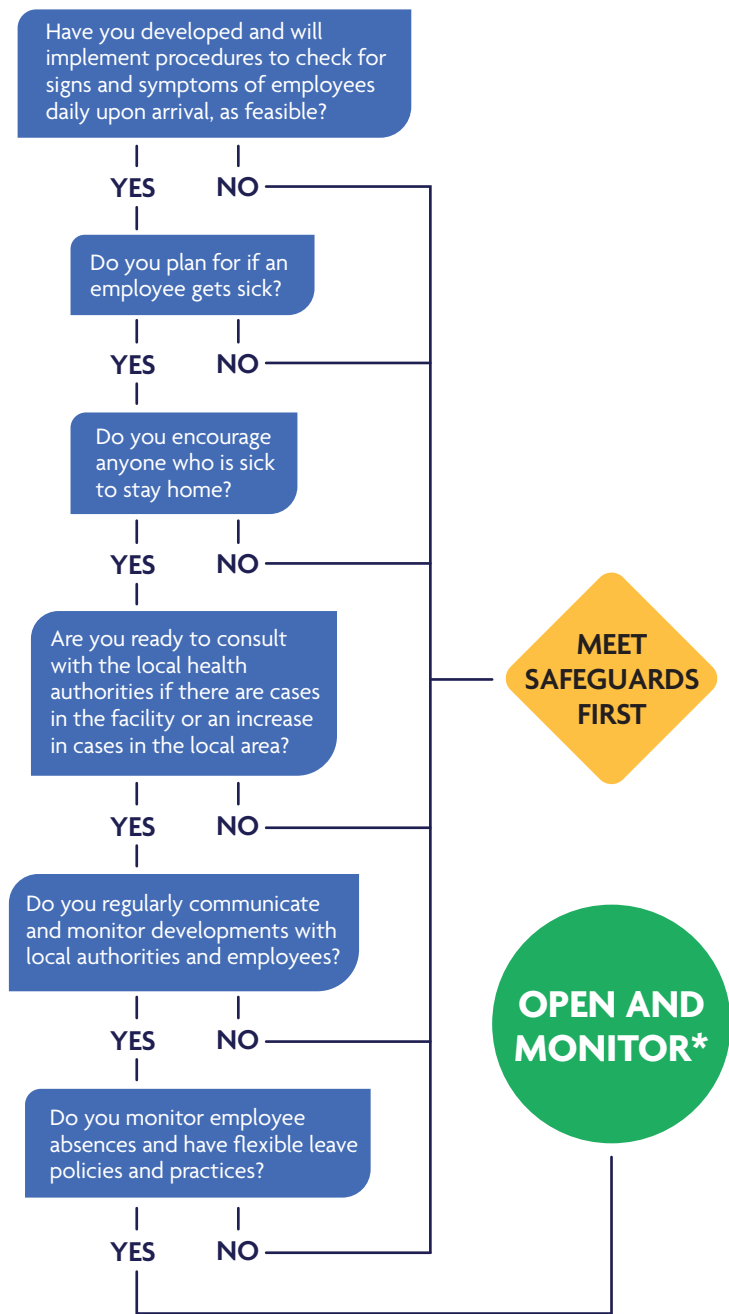 Have you developed and will
implement procedures to check for
signs and symptoms of employees
daily upon arrival, as feasible?
YES NO
Do you plan for if an
employee gets sick?
YES NO
Do you encourage
anyone who is sick
to stay home?
YES NO
Are you ready to consult
with the local health
authorities if there are cases
in the facility or an increase
in cases in the local area?
MEET
SAFEGUARDS
FIRST
YES NO
Do you regularly communicate
and monitor developments with
local authorities and employees?
YES NO
OPEN AND
MONITOR*
Do you monitor employee
absences and have flexible leave
policies and practices?
YES NO